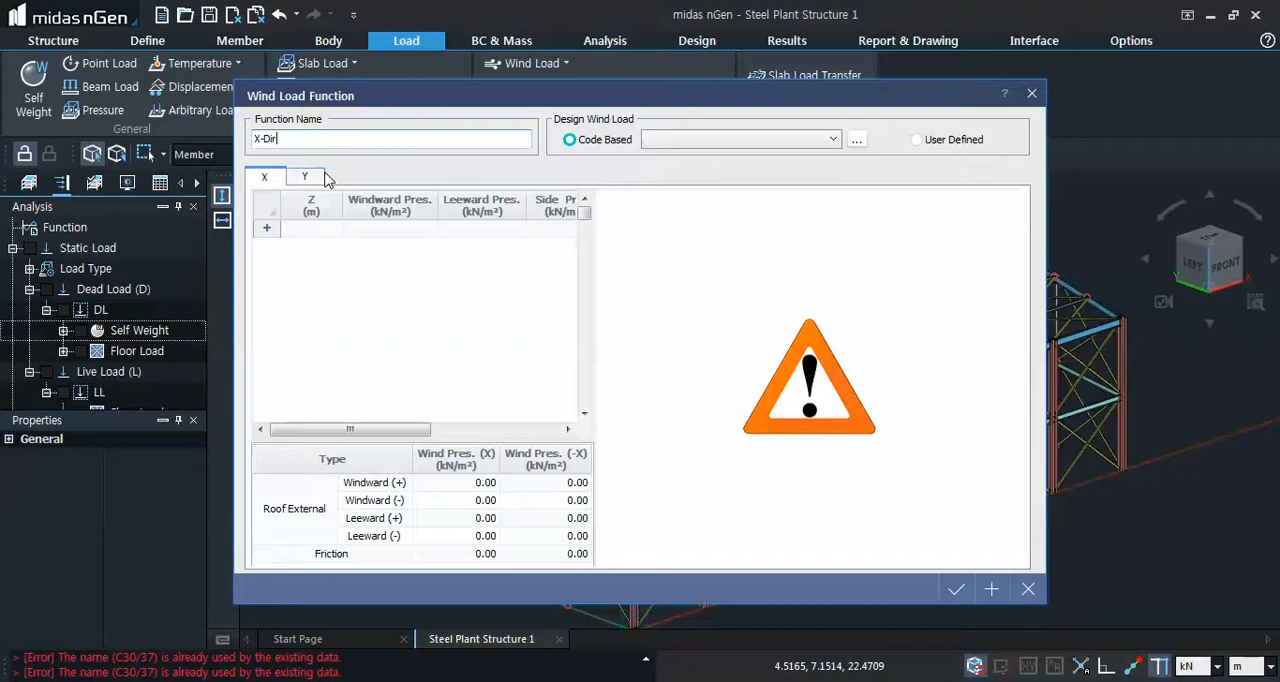 midas nGen
midas nGen - Steel Plant Structure 1
Structure Define Member Body Load Analysis BC & Mass Design Results Report & Drawing Interface Options
Self Weight
Point Load
Beam Load
Pressure
Temperature
Displacemen
Arbitrary Loa
General
Slab Load
Wind Load
Slab Load Transfer
Member
Analysis
Function
Static Load
Load Type
Dead Load (D)
DL
Self Weight
Floor Load
Live Load (L)
LL
Properties
General
Wind Load Function
Function Name
X-Dir
Design Wind Load
Code Based
...
User Defined
X Y
Z (m)
Windward Pres. (kN/m²)
Leeward Pres. (kN/m²)
Side Pr (kN/m
Type
Wind Pres. (X) (kN/m²)
Wind Pres. (-X) (kN/m²)
Roof External
Windward (+) 0.00 0.00
Windward (-) 0.00 0.00
Leeward (+) 0.00 0.00
Leeward (-) 0.00 0.00
Friction 0.00 0.00
TOP
LEFT FRONT
Y X
Start Page
Steel Plant Structure 1
[Error] The name (C30/37) is already used by the existing data.
[Error] The name (C30/37) is already used by the existing data.
4.5165, 7.1514, 22.4709
kN
m